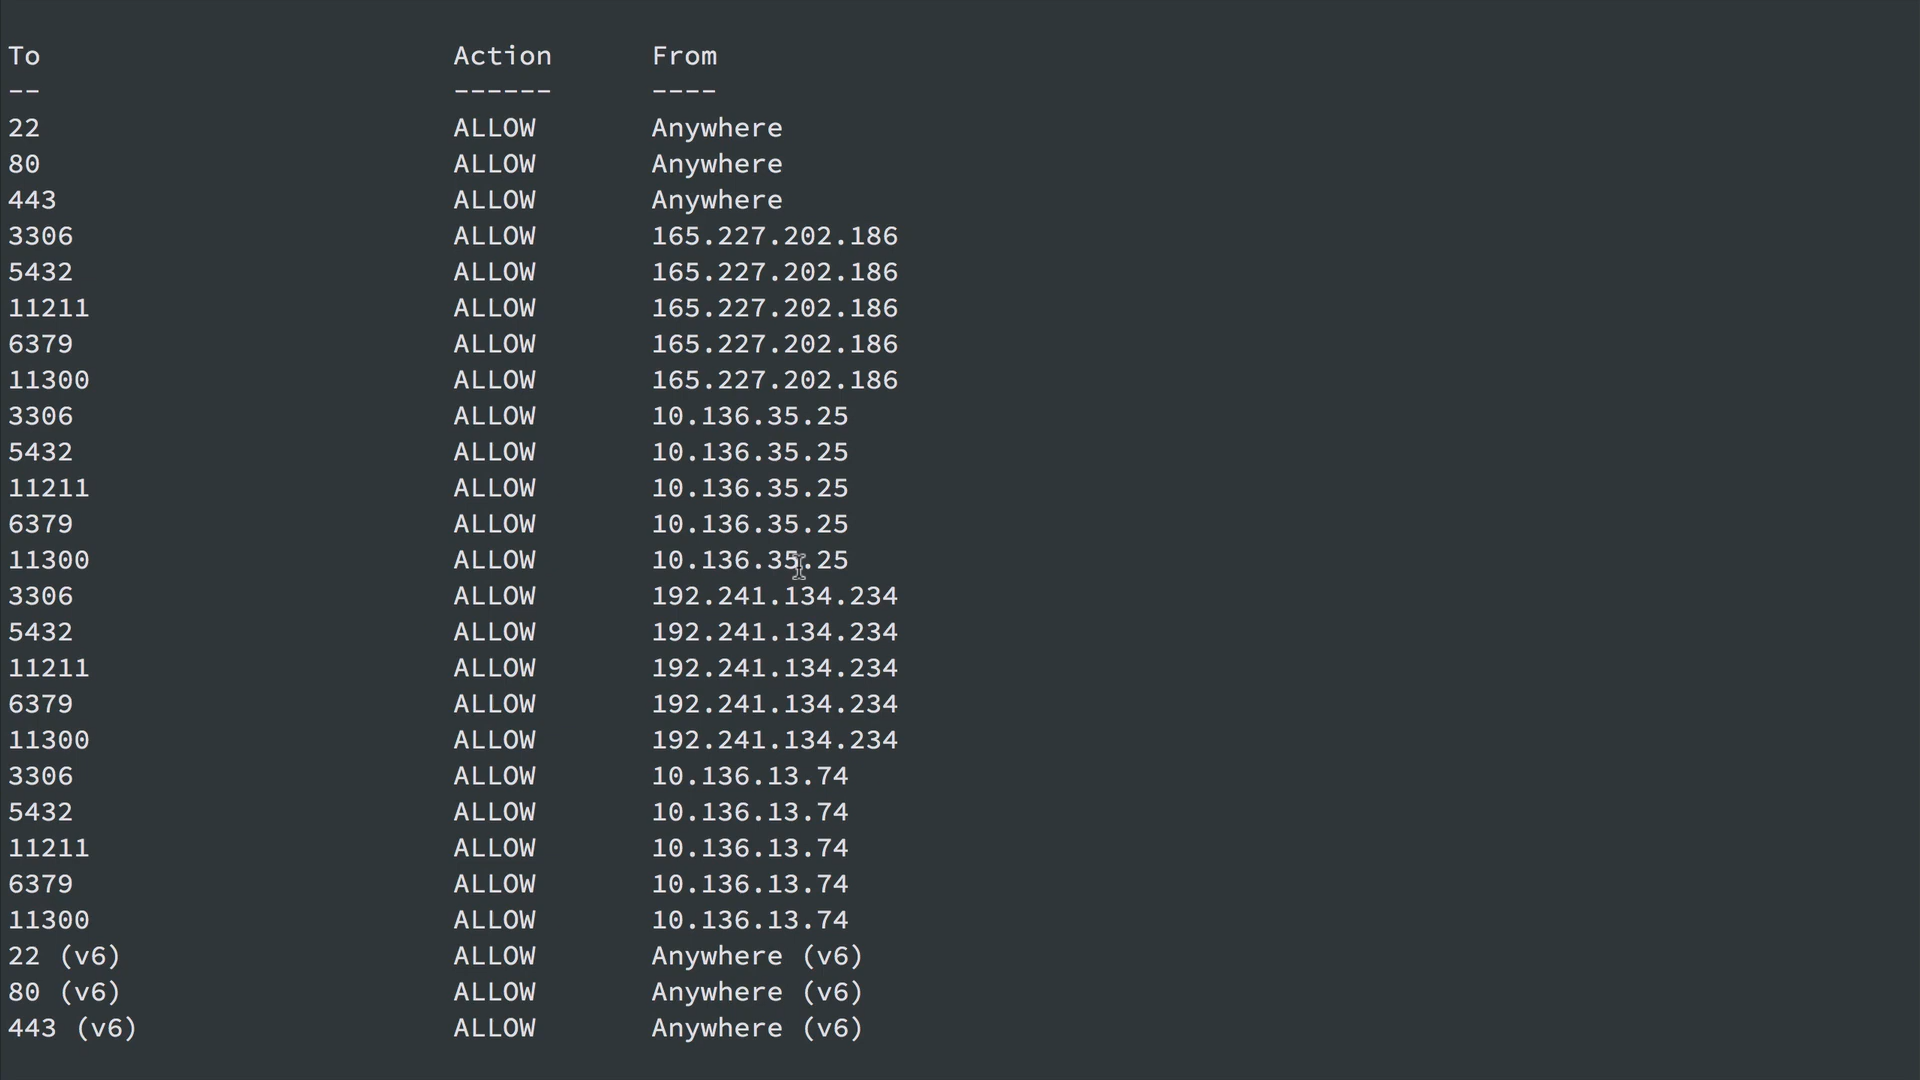 To Action From
-- ------ ----
22 ALLOW Anywhere
80 ALLOW Anywhere
443 ALLOW Anywhere
3306 ALLOW 165.227.202.186
5432 ALLOW 165.227.202.186
11211 ALLOW 165.227.202.186
6379 ALLOW 165.227.202.186
11300 ALLOW 165.227.202.186
3306 ALLOW 10.136.35.25
5432 ALLOW 10.136.35.25
11211 ALLOW 10.136.35.25
6379 ALLOW 10.136.35.25
11300 ALLOW 10.136.35.25
3306 ALLOW 192.241.134.234
5432 ALLOW 192.241.134.234
11211 ALLOW 192.241.134.234
6379 ALLOW 192.241.134.234
11300 ALLOW 192.241.134.234
3306 ALLOW 10.136.13.74
5432 ALLOW 10.136.13.74
11211 ALLOW 10.136.13.74
6379 ALLOW 10.136.13.74
11300 ALLOW 10.136.13.74
22 (v6) ALLOW Anywhere (v6)
80 (v6) ALLOW Anywhere (v6)
443 (v6) ALLOW Anywhere (v6)